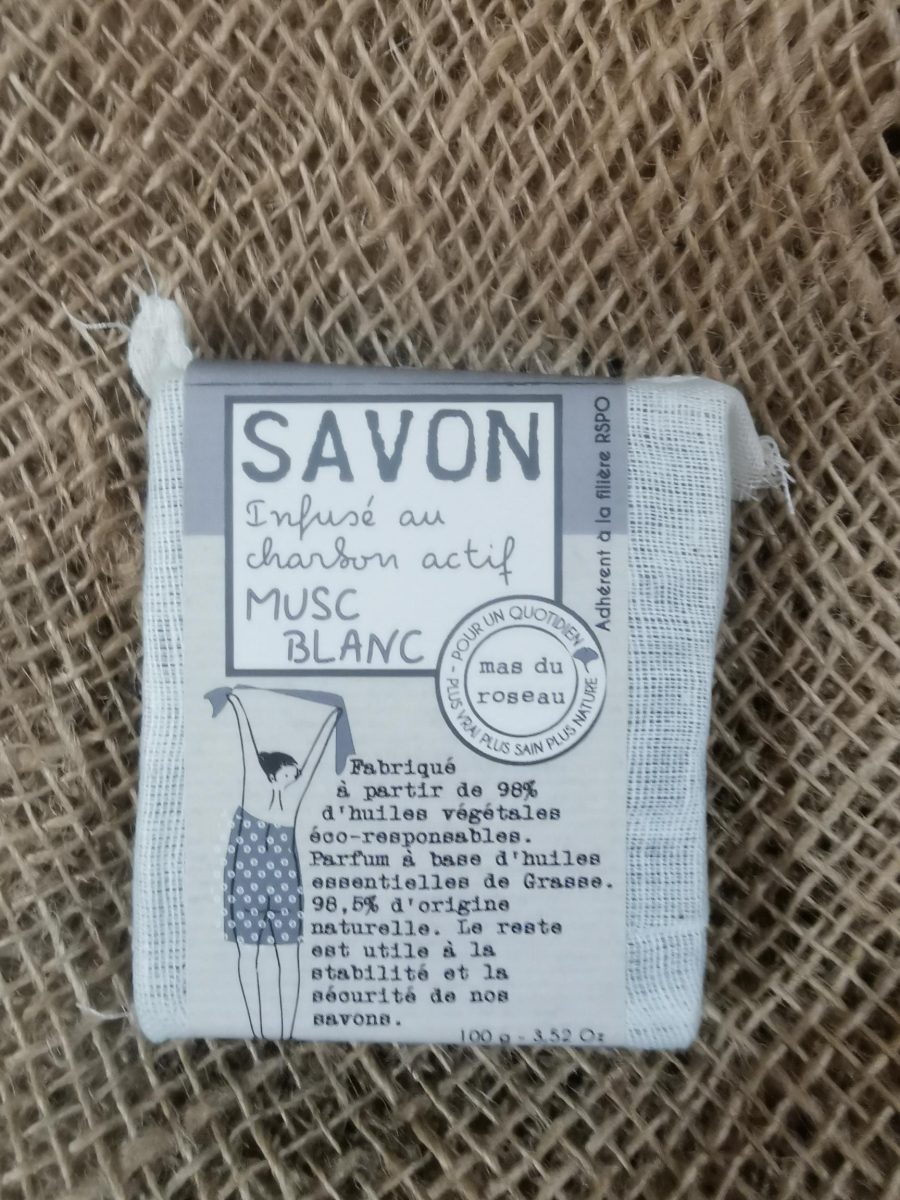 SAVON
Infusé au
charbon actif
MUSC
BLANC
Adhérent à la filière RSPO
POUR UN QUOTIDIEN
- PLUS VRAI PLUS SAIN PLUS NATURE -
mas du
roseau
Fabriqué
à partir de 98%
d'huiles végétales
éco-responsables.
Parfum à base d'huiles
essentielles de Grasse.
98,5% d'origine
naturelle. Le reste
est utile à la
stabilité et la
sécurité de nos
savons.
100 g - 3.52 Oz